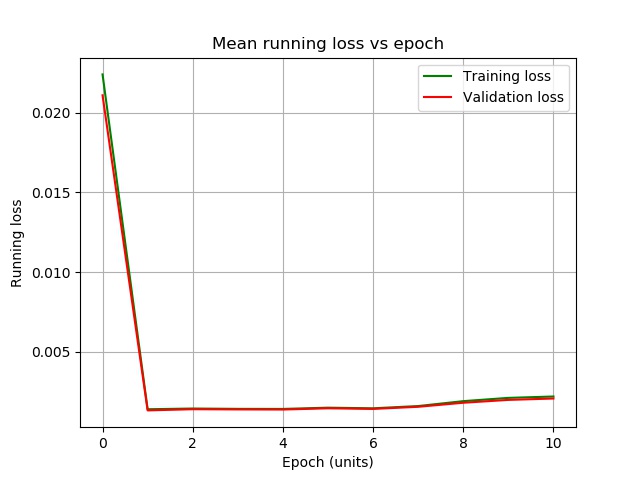 Mean running loss vs epoch
Training loss
Validation loss
0.020
0.015
0.010
0.005
Running loss
0 2 4 6 8 10
Epoch (units)